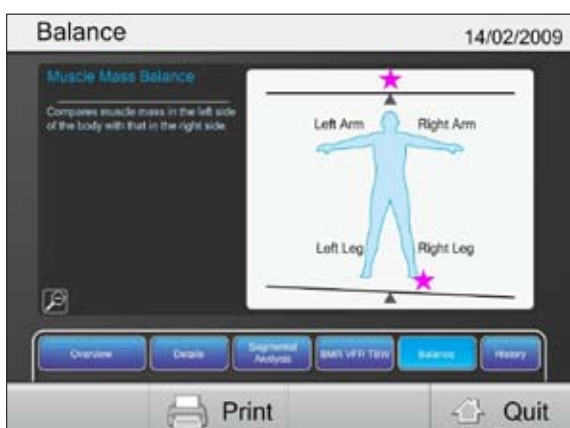 Balance
14/02/2009
Muscle Mass Balance
Compares muscle mass in the left side
of the body with that in the right side
Left Arm
Right Arm
Left Leg
Right Leg
Overview
Details
Segmental
Analysis
BMR VFR TBW
Balance
History
Print
Quit